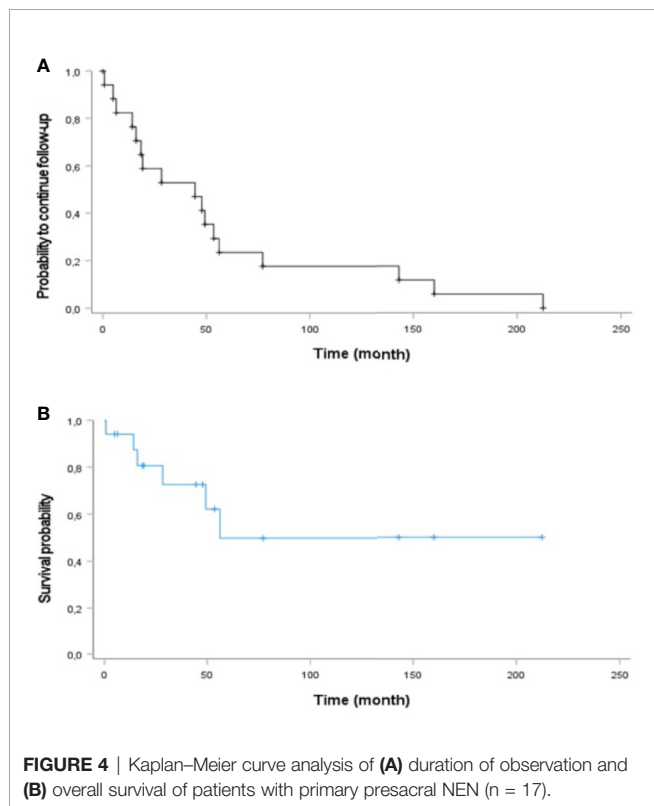 A
1,0
0,8
0,6
0,4
0,2
0,0
Probability to continue follow-up
0 50 100 150 200 250
Time (month)
B
1,0
0,8
0,6
0,4
0,2
0,0
Survival probability
0 50 100 150 200 250
Time (month)
FIGURE 4 | Kaplan–Meier curve analysis of (A) duration of observation and
(B) overall survival of patients with primary presacral NEN (n = 17).